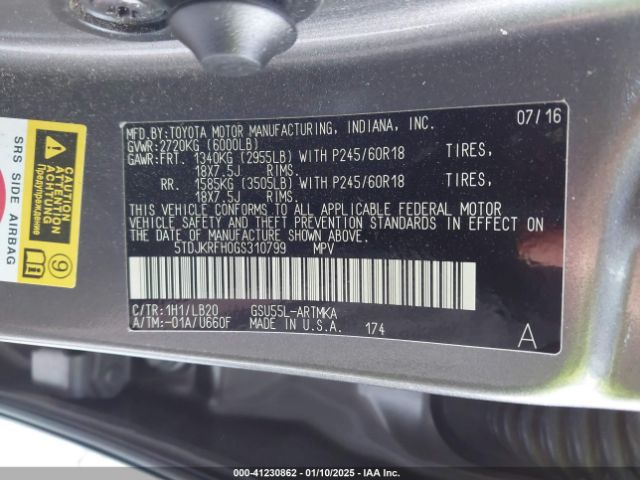 MFD.BY:TOYOTA MOTOR MANUFACTURING, INDIANA, INC. 07/16
GVWR:2720KG (6000LB)
GAWR:FRT. 1340KG (2955LB) WITH P245/60R18 TIRES,
18X7.5J RIMS.
RR. 1585KG (3505LB) WITH P245/60R18 TIRES,
18X7.5J RIMS.
THIS VEHICLE CONFORMS TO ALL APPLICABLE FEDERAL MOTOR
VEHICLE SAFETY AND THEFT PREVENTION STANDARDS IN EFFECT ON
THE DATE OF MANUFACTURE SHOWN ABOVE.
5TDJKRFH0GS310799 MPV
C/TR:1H1/LB20 GSU55L-ARTMKA
A/TM:-01A/U660F MADE IN U.S.A. 174 A
SRS SIDE AIRBAG
CAUTION
ATTENTION
ACHTUNG
Предупреждение
9
000-41230862 - 01/10/2025 - IAA Inc.